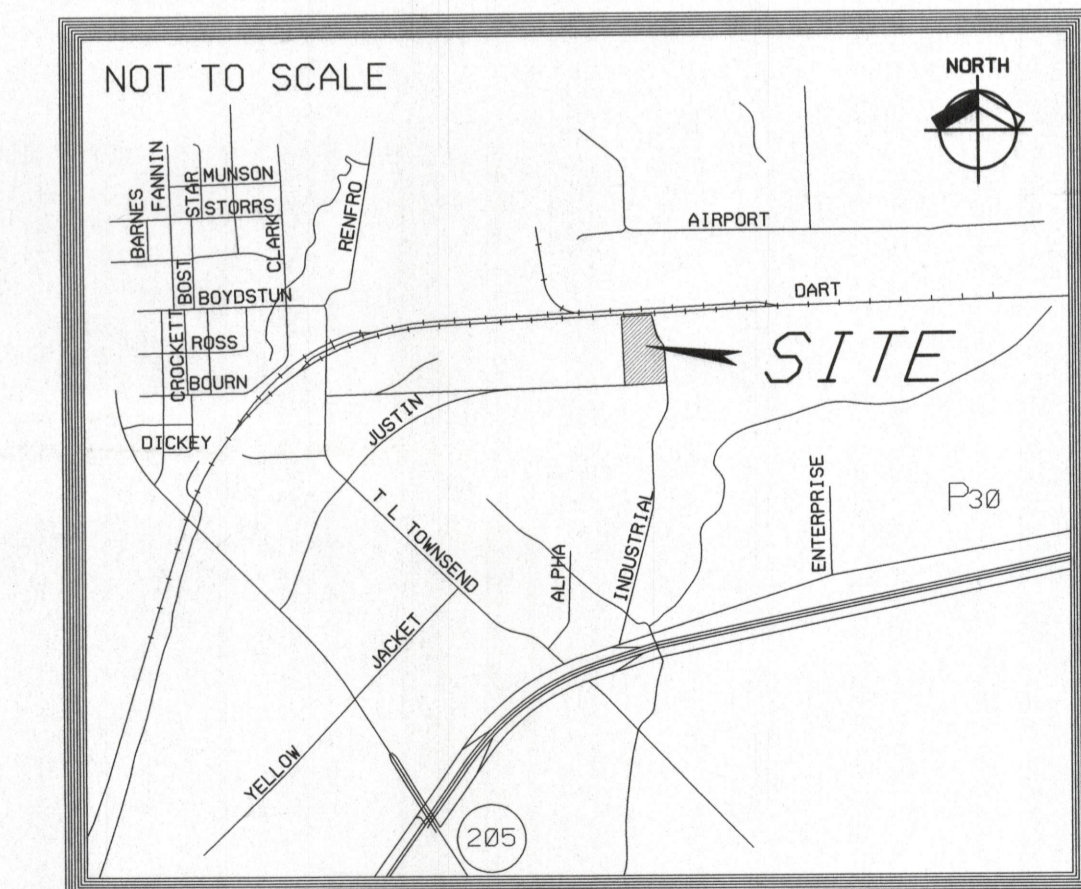 NOT TO SCALE
NORTH
BARNES
FANNIN
STAR
MUNSON
STORRS
CLARK
RENFRO
AIRPORT
BOST
BOYDSTUN
DART
CROCKETT
ROSS
BOURN
SITE
DICKEY
JUSTIN
T L TOWNSEND
ALPHA
INDUSTRIAL
ENTERPRISE
P30
YELLOW JACKET
205